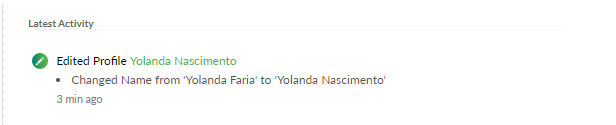 Latest Activity
Edited Profile Yolanda Nascimento
• Changed Name from 'Yolanda Faria' to 'Yolanda Nascimento'
3 min ago